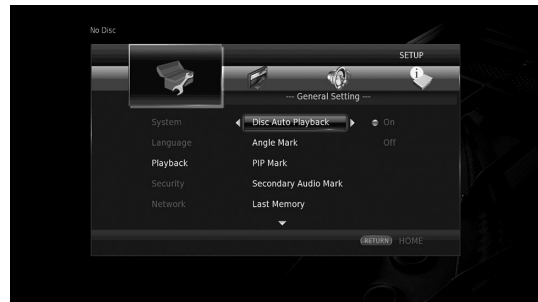 No Disc
SETUP
--- General Setting ---
System Disc Auto Playback On
Language Angle Mark Off
Playback PIP Mark
Security Secondary Audio Mark
Network Last Memory
RETURN HOME